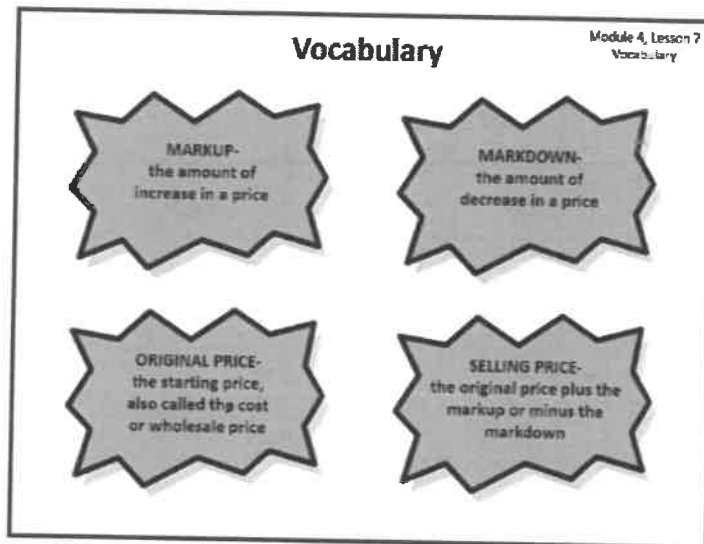 Vocabulary
Module 4, Lesson 7
Vocabulary
MARKUP-
the amount of
increase in a price
MARKDOWN-
the amount of
decrease in a price
ORIGINAL PRICE-
the starting price,
also called the cost
or wholesale price
SELLING PRICE-
the original price plus the
markup or minus the
markdown